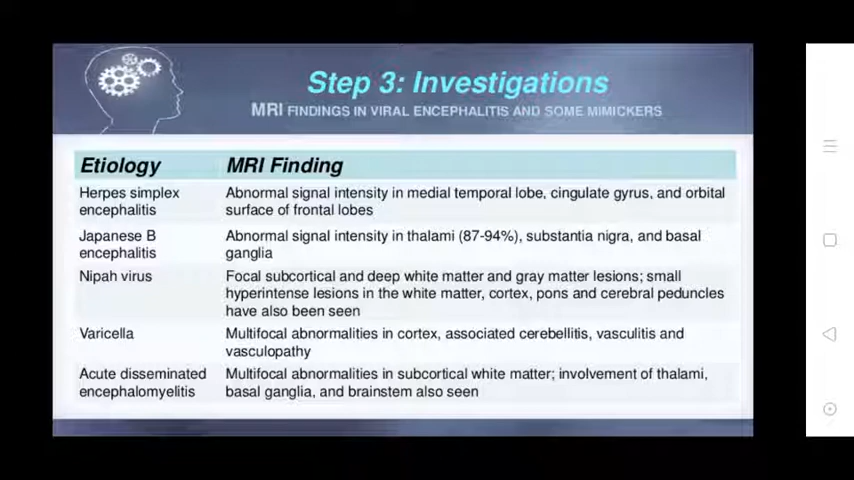 Step 3: Investigations
MRI FINDINGS IN VIRAL ENCEPHALITIS AND SOME MIMICKERS
Etiology MRI Finding
Herpes simplex encephalitis
Abnormal signal intensity in medial temporal lobe, cingulate gyrus, and orbital
surface of frontal lobes
Japanese B encephalitis
Abnormal signal intensity in thalami (87-94%), substantia nigra, and basal
ganglia
Nipah virus
Focal subcortical and deep white matter and gray matter lesions; small
hyperintense lesions in the white matter, cortex, pons and cerebral peduncles
have also been seen
Varicella
Multifocal abnormalities in cortex, associated cerebellitis, vasculitis and
vasculopathy
Acute disseminated encephalomyelitis
Multifocal abnormalities in subcortical white matter; involvement of thalami,
basal ganglia, and brainstem also seen